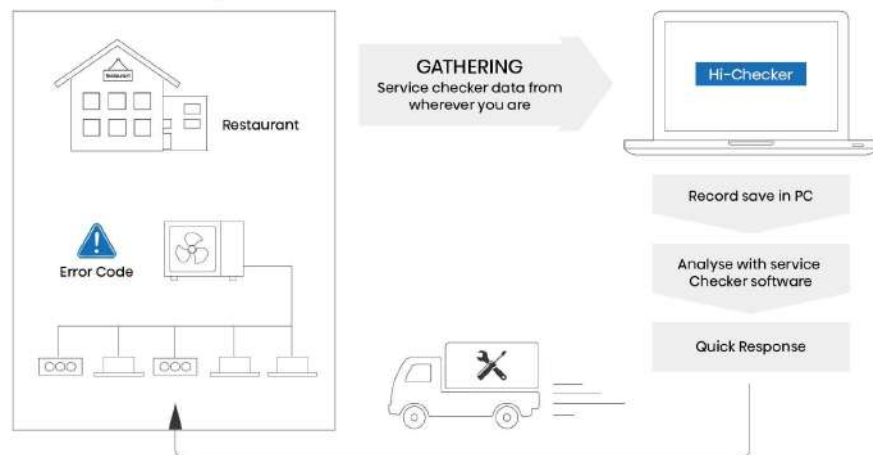 Restaurant
Restaurant
Error Code
GATHERING
Service checker data from
wherever you are
Hi-Checker
Record save in PC
Analyse with service
Checker software
Quick Response